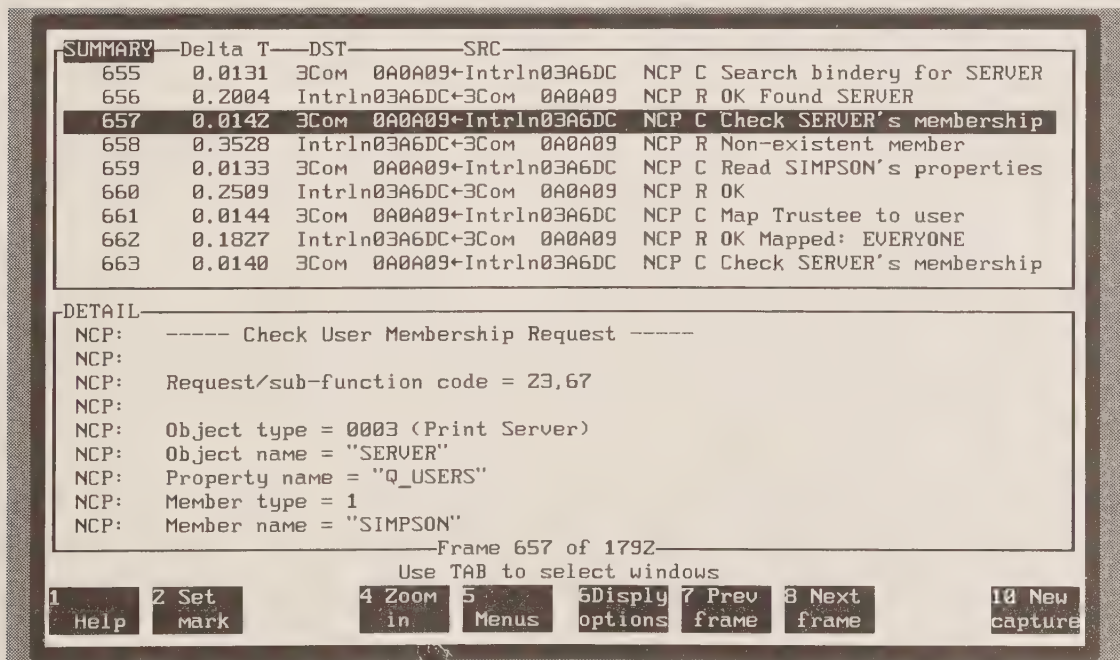 SUMMARY—Delta T—DST—SRC
655 0.0131 3Com 0A0A09←Intrln03A6DC NCP C Search bindery for SERVER
656 0.2004 Intrln03A6DC←3Com 0A0A09 NCP R OK Found SERVER
657 0.0142 3Com 0A0A09←Intrln03A6DC NCP C Check SERVER's membership
658 0.3528 Intrln03A6DC←3Com 0A0A09 NCP R Non-existent member
659 0.0133 3Com 0A0A09←Intrln03A6DC NCP C Read SIMPSON's properties
660 0.2509 Intrln03A6DC←3Com 0A0A09 NCP R OK
661 0.0144 3Com 0A0A09←Intrln03A6DC NCP C Map Trustee to user
662 0.1827 Intrln03A6DC←3Com 0A0A09 NCP R OK Mapped: EVERYONE
663 0.0140 3Com 0A0A09←Intrln03A6DC NCP C Check SERVER's membership
DETAIL
NCP: ----- Check User Membership Request -----
NCP:
NCP: Request/sub-function code = 23,67
NCP:
NCP: Object type = 0003 (Print Server)
NCP: Object name = "SERVER"
NCP: Property name = "Q_USERS"
NCP: Member type = 1
NCP: Member name = "SIMPSON"
Frame 657 of 1792
Use TAB to select windows
1 Help 2 Set mark 4 Zoom in 5 Menus 6Disply options 7 Prev frame 8 Next frame 10 New capture